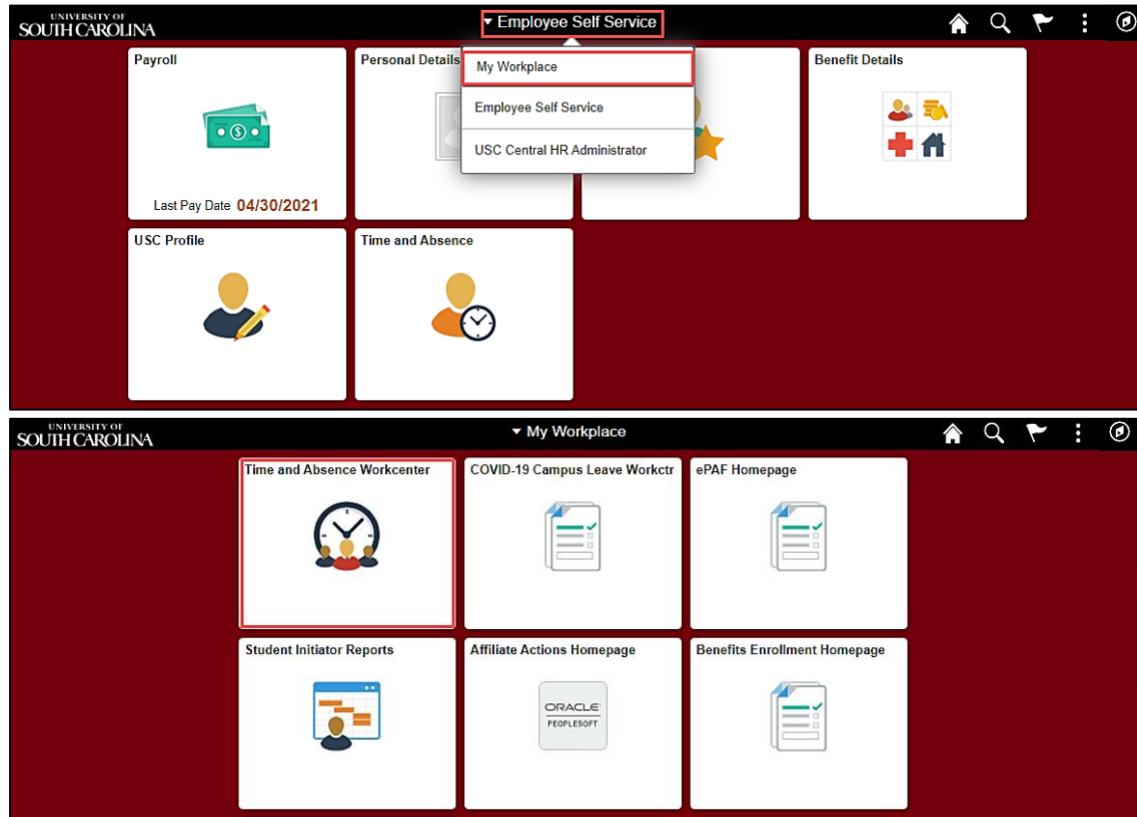 UNIVERSITY OF
SOUTH CAROLINA
Employee Self Service
Payroll
Personal Details
My Workplace
Employee Self Service
USC Central HR Administrator
Benefit Details
Last Pay Date 04/30/2021
USC Profile
Time and Absence
UNIVERSITY OF
SOUTH CAROLINA
My Workplace
Time and Absence Workcenter
COVID-19 Campus Leave Workctr
ePAF Homepage
Student Initiator Reports
Affiliate Actions Homepage
Benefits Enrollment Homepage
ORACLE
PEOPLESOFT